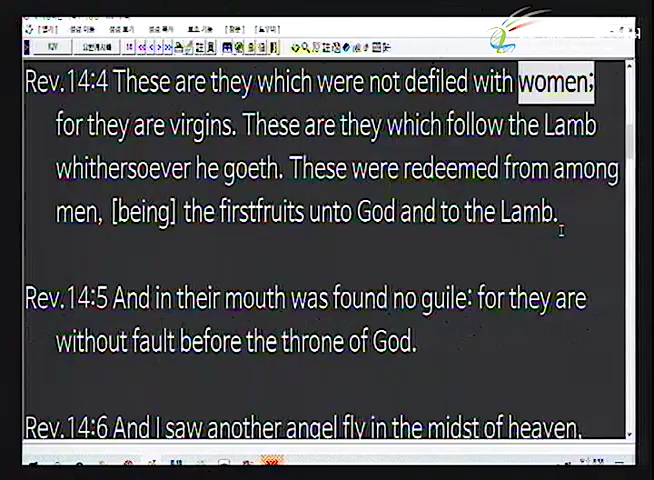 KJV
Rev.14:4 These are they which were not defiled with women;
for they are virgins. These are they which follow the Lamb
whithersoever he goeth. These were redeemed from among
men, [being] the firstfruits unto God and to the Lamb.
Rev.14:5 And in their mouth was found no guile: for they are
without fault before the throne of God.
Rev.14:6 And I saw another angel fly in the midst of heaven,